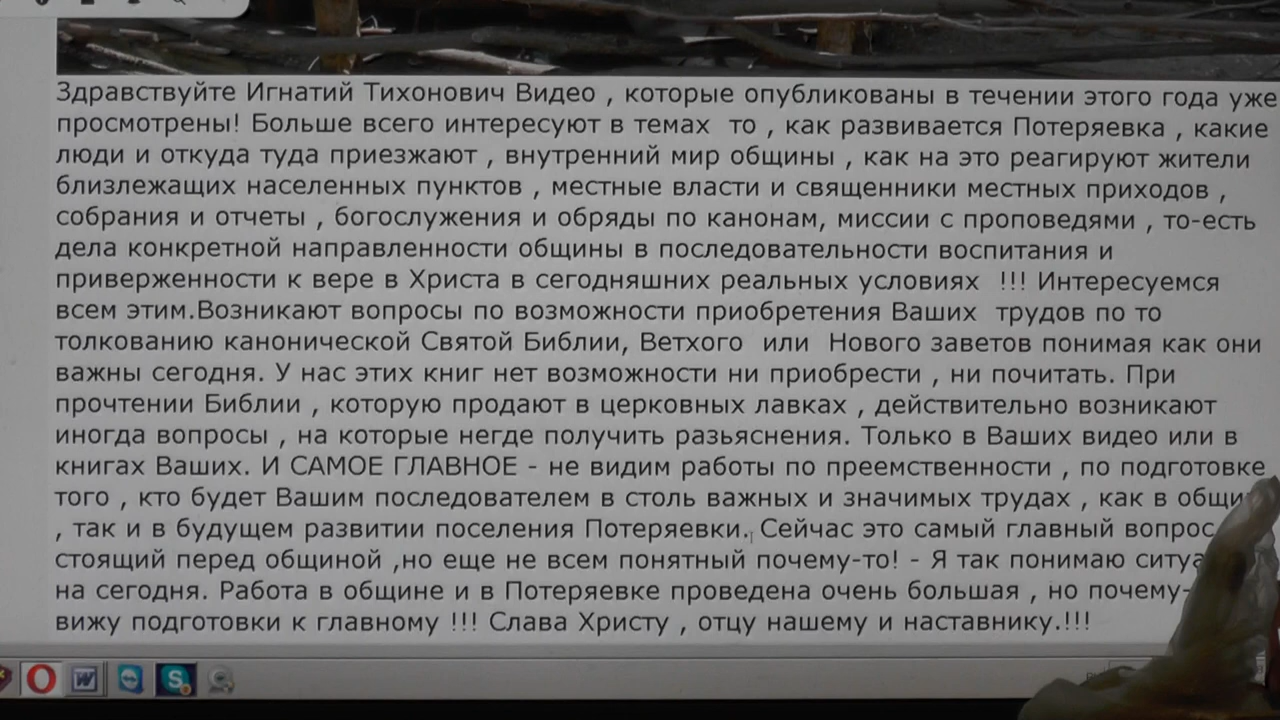 Здравствуйте Игнатий Тихонович Видео , которые опубликованы в течении этого года уже
просмотрены! Больше всего интересуют в темах  то , как развивается Потеряевка , какие
люди и откуда туда приезжают , внутренний мир общины , как на это реагируют жители
близлежащих населенных пунктов , местные власти и священники местных приходов ,
собрания и отчеты , богослужения и обряды по канонам, миссии с проповедями , то-есть
дела конкретной направленности общины в последовательности воспитания и
приверженности к вере в Христа в сегодняшних реальных условиях  !!! Интересуемся
всем этим.Возникают вопросы по возможности приобретения Ваших  трудов по то
толкованию канонической Святой Библии, Ветхого  или  Нового заветов понимая как они
важны сегодня. У нас этих книг нет возможности ни приобрести , ни почитать. При
прочтении Библии , которую продают в церковных лавках , действительно возникают
иногда вопросы , на которые негде получить разьяснения. Только в Ваших видео или в
книгах Ваших. И САМОЕ ГЛАВНОЕ - не видим работы по преемственности , по подготовке
того , кто будет Вашим последователем в столь важных и значимых трудах , как в
, так и в будущем развитии поселения Потеряевки. Сейчас это самый главный вопрос
стоящий перед общиной ,но еще не всем понятный почему-то! - Я так понимаю
на сегодня. Работа в общине и в Потеряевке проведена очень большая , но почему-
вижу подготовки к главному !!! Слава Христу , отцу нашему и наставнику.!!!